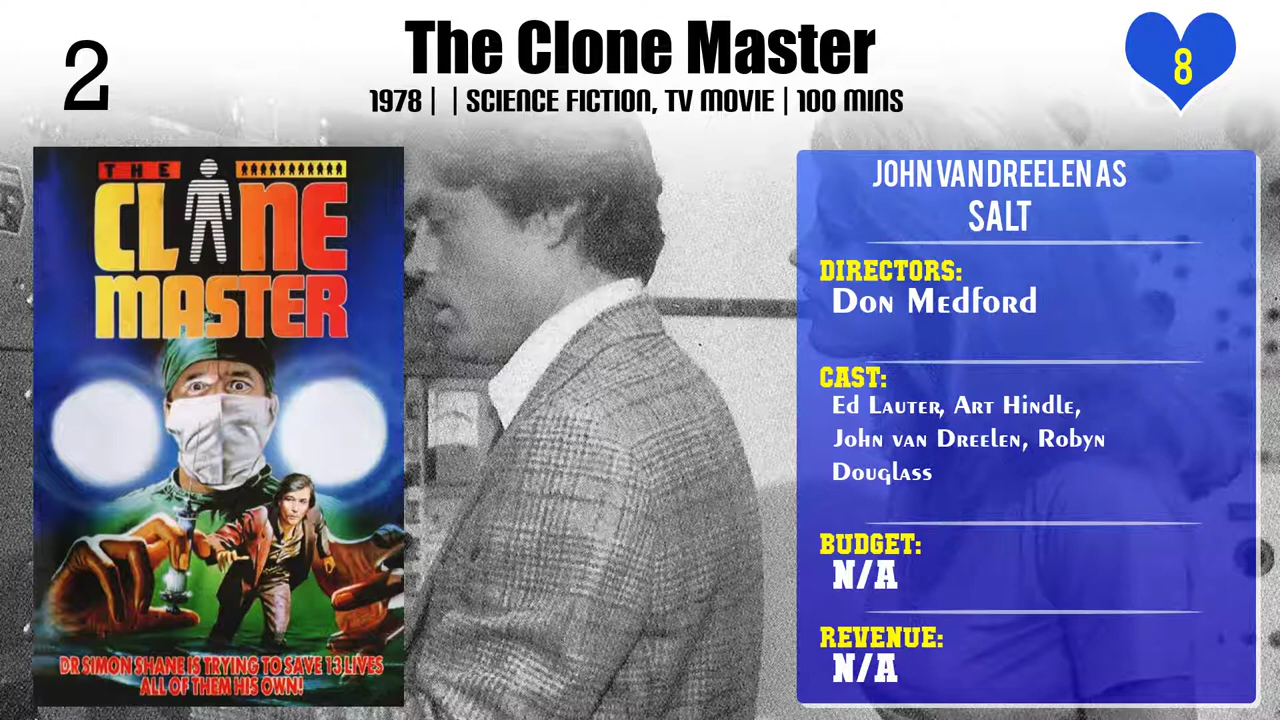 2
The Clone Master
8
1978 | | SCIENCE FICTION, TV MOVIE | 100 MINS
THE
CLONE
MASTER
DR SIMON SHANE IS TRYING TO SAVE 13 LIVES
ALL OF THEM HIS OWN!
JOHN VAN DREELEN AS
SALT
DIRECTORS:
Don Medford
CAST:
Ed Lauter, Art Hindle,
John van Dreelen, Robyn
Douglass
BUDGET:
N/A
REVENUE:
N/A